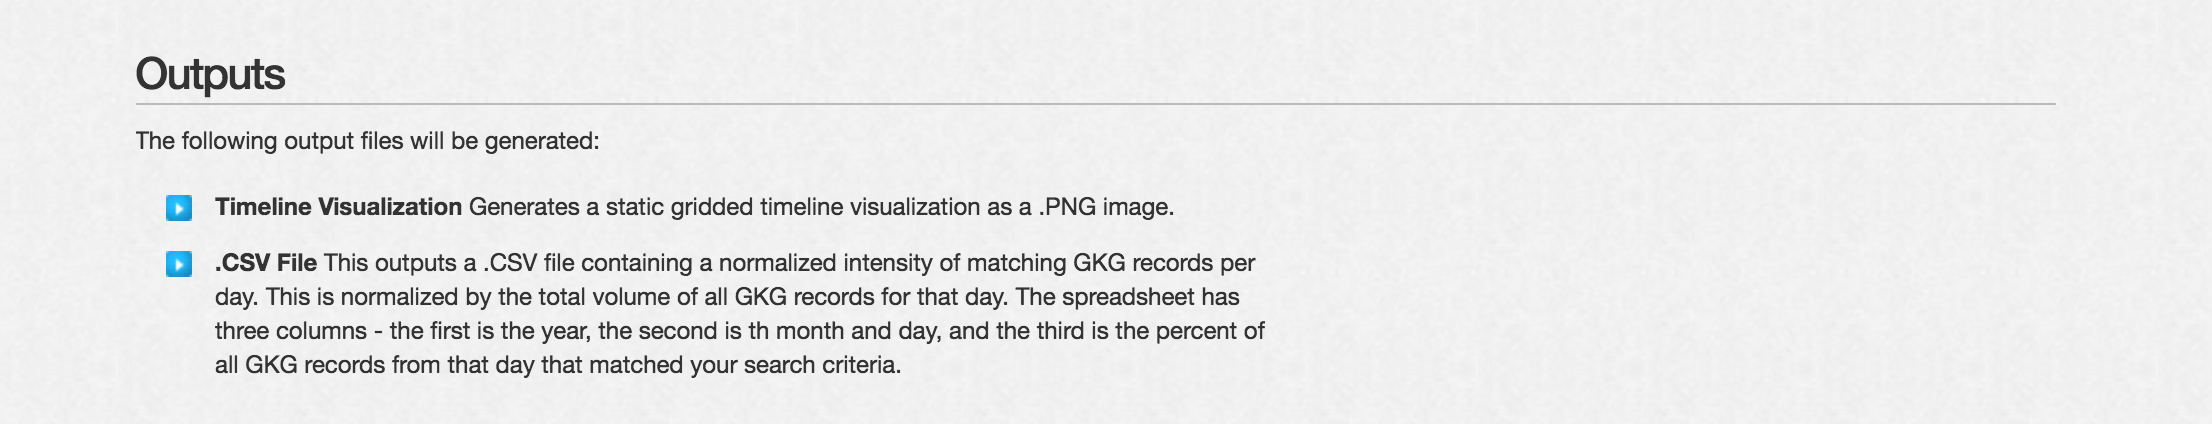 Outputs
The following output files will be generated:
Timeline Visualization Generates a static gridded timeline visualization as a .PNG image.
.CSV File This outputs a .CSV file containing a normalized intensity of matching GKG records per
day. This is normalized by the total volume of all GKG records for that day. The spreadsheet has
three columns - the first is the year, the second is th month and day, and the third is the percent of
all GKG records from that day that matched your search criteria.